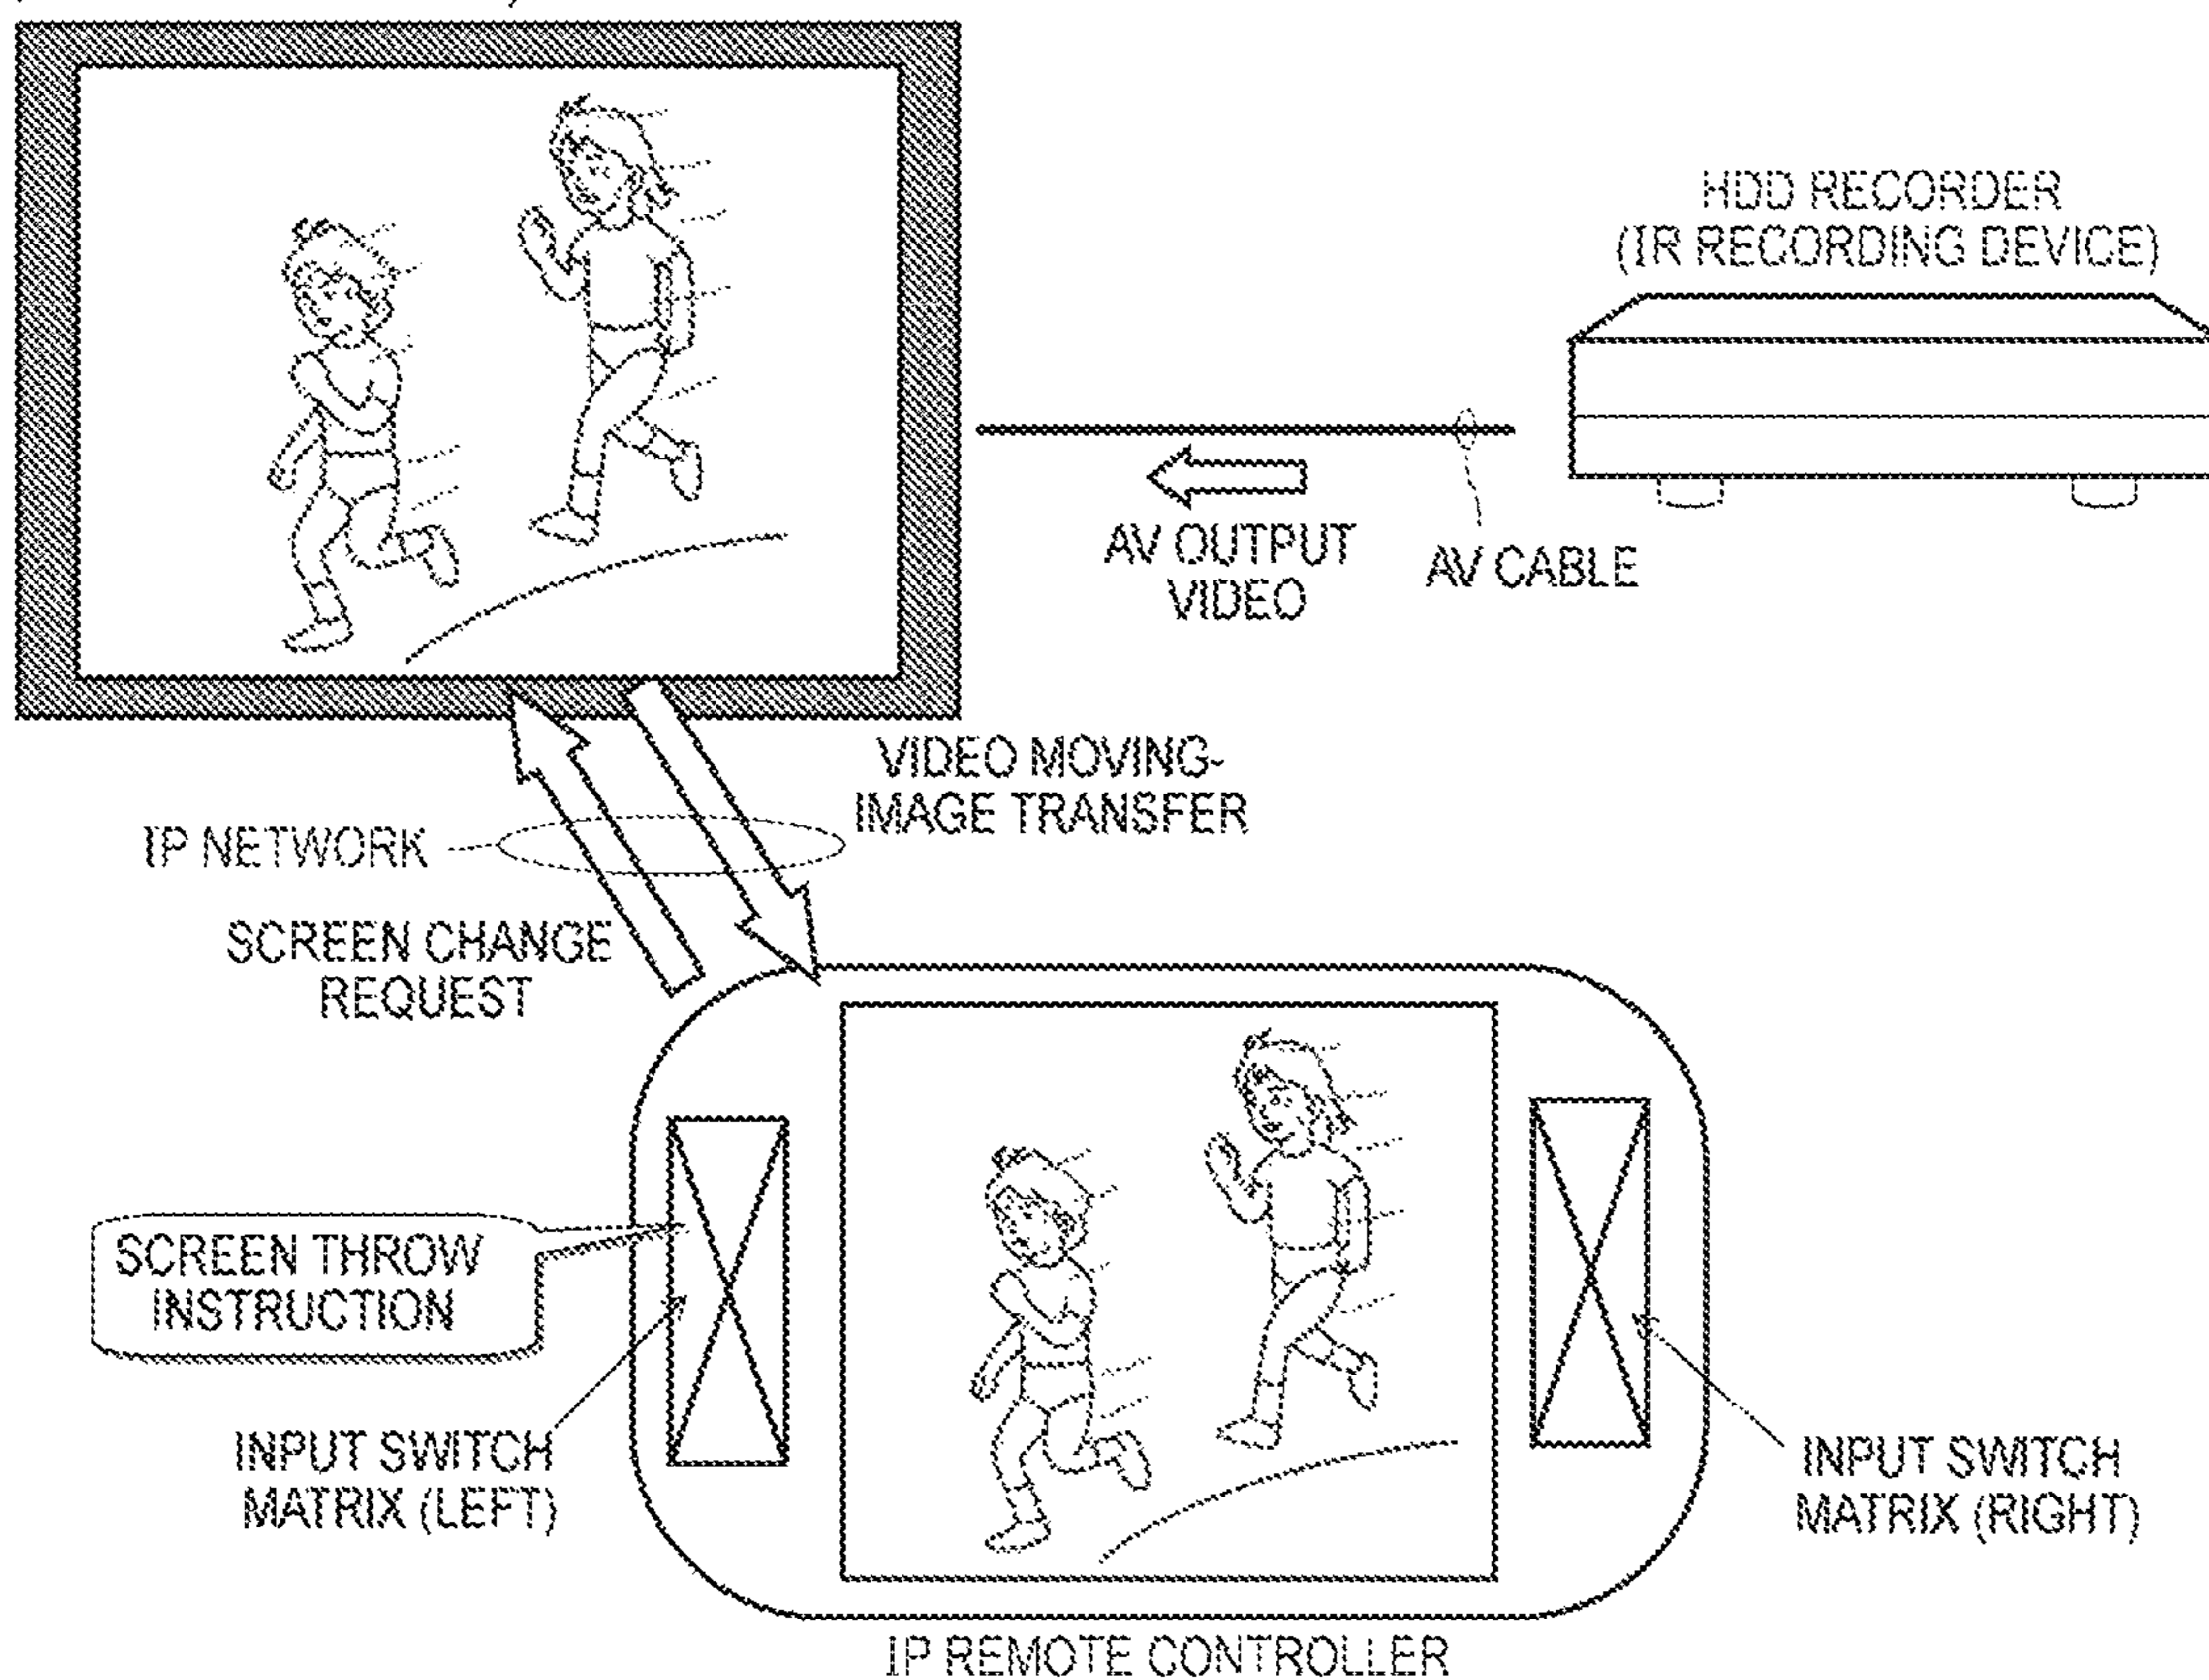 HDD RECORDER
(IR RECORDING DEVICE)
AV OUTPUT
VIDEO
AV CABLE
VIDEO MOVING-
IMAGE TRANSFER
IP NETWORK
SCREEN CHANGE
REQUEST
SCREEN THROW
INSTRUCTION
INPUT SWITCH
MATRIX (LEFT)
INPUT SWITCH
MATRIX (RIGHT)
IP REMOTE CONTROLLER